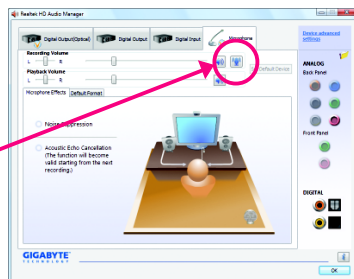 Realtek HD Audio Manager
Digital Output(Optical)
Digital Output
Digital Input
Microphone
Device advanced
settings
Recording Volume
L
R
Default Device
Playback Volume
L
R
ANALOG
Back Panel
Microphone Effects
Default Format
Noise Suppression
Front Panel
Acoustic Echo Cancellation
(The function will become
valid starting from the next
recording.)
DIGITAL
GIGABYTE
TECHNOLOGY
OK